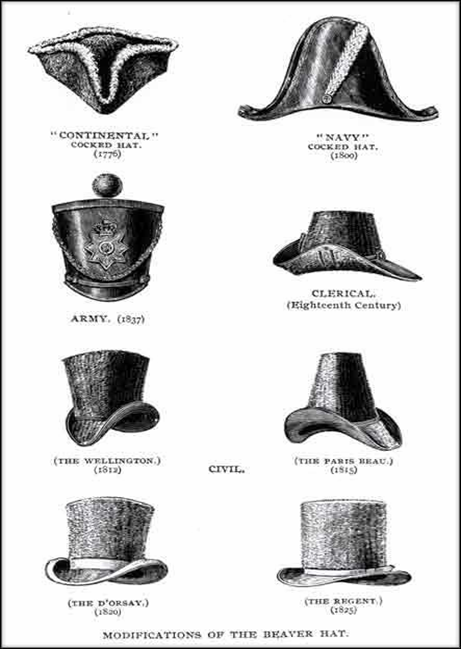 "CONTINENTAL"
COCKED HAT.
(1776)
"NAVY"
COCKED HAT.
(1800)
ARMY. (1837)
CLERICAL.
(Eighteenth Century)
(THE WELLINGTON.)
(1812)
CIVIL.
(THE PARIS BEAU.)
(1815)
(THE D'ORSAY.)
(1820)
(THE REGENT.)
(1825)
MODIFICATIONS OF THE BEAVER HAT.